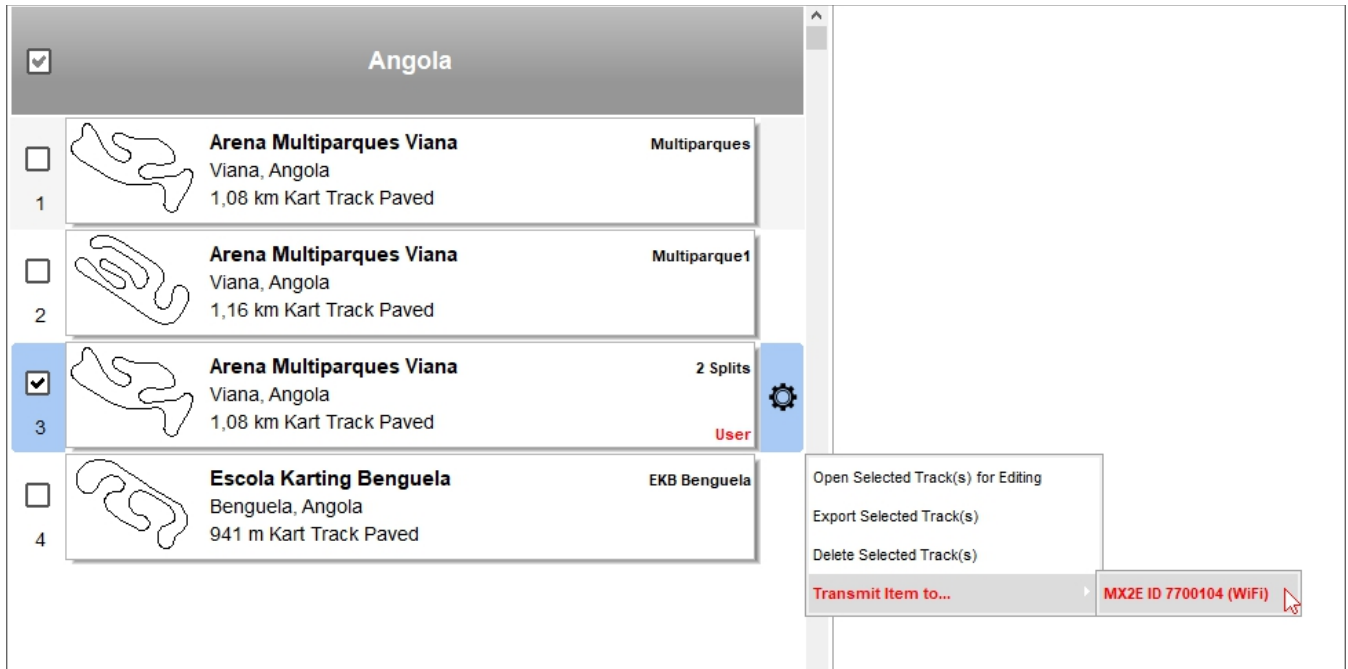 Angola
Arena Multiparques Viana
Multiparques
Viana, Angola
1,08 km Kart Track Paved
1
Arena Multiparques Viana
Multiparque1
Viana, Angola
1,16 km Kart Track Paved
2
Arena Multiparques Viana
2 Splits
Viana, Angola
1,08 km Kart Track Paved
User
3
Escola Karting Benguela
EKB Benguela
Benguela, Angola
941 m Kart Track Paved
4
Open Selected Track(s) for Editing
Export Selected Track(s)
Delete Selected Track(s)
Transmit Item to...
MX2E ID 7700104 (WiFi)